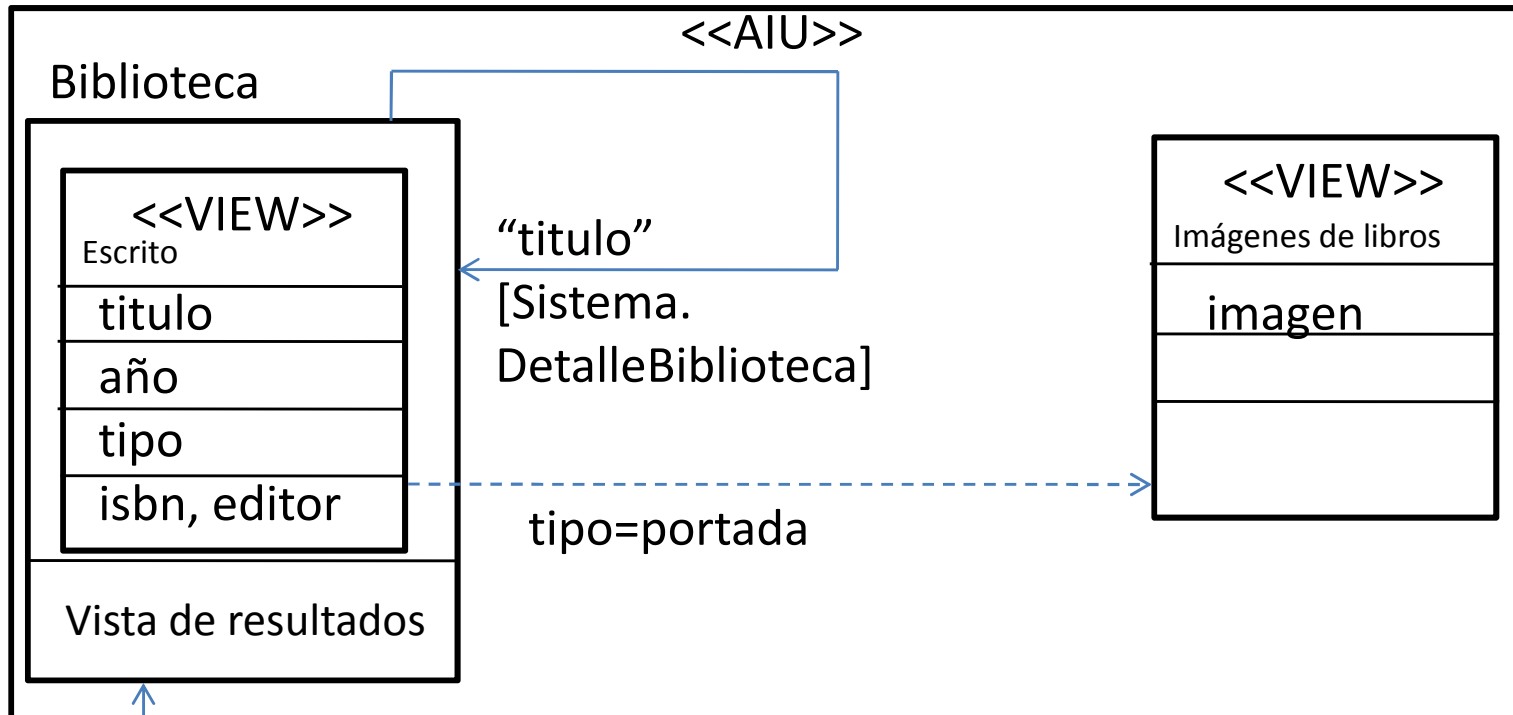 <<AIU>>
Biblioteca
<<VIEW>>
Escrito
titulo
año
tipo
isbn, editor
Vista de resultados
“titulo”
[Sistema.
DetalleBiblioteca]
tipo=portada
<<VIEW>>
Imágenes de libros
imagen